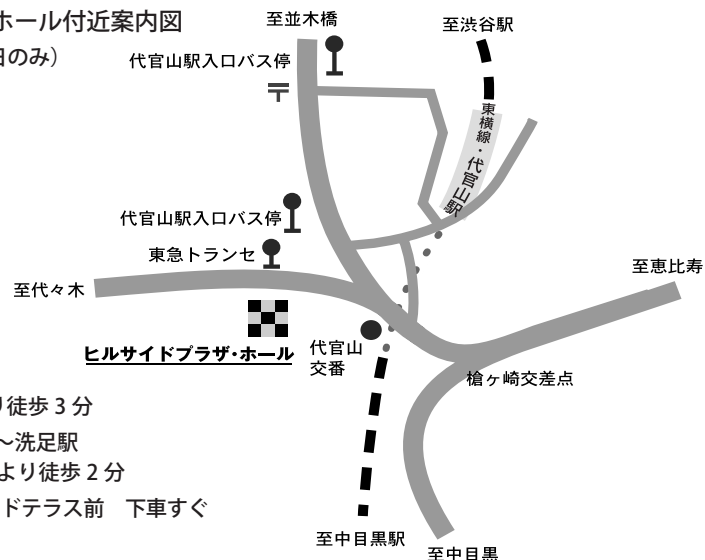 ホール付近案内図
日のみ）
至並木橋
至渋谷駅
代官山駅入口バス停
〒
東横線・代官山駅
代官山駅入口バス停
東急トランセ
至代々木
至恵比寿
ヒルサイドプラザ・ホール
代官山
交番
槍ヶ崎交差点
り徒歩 3 分
〜洗足駅
より徒歩 2 分
ドテラス前　下車すぐ
至中目黒駅
至中目黒